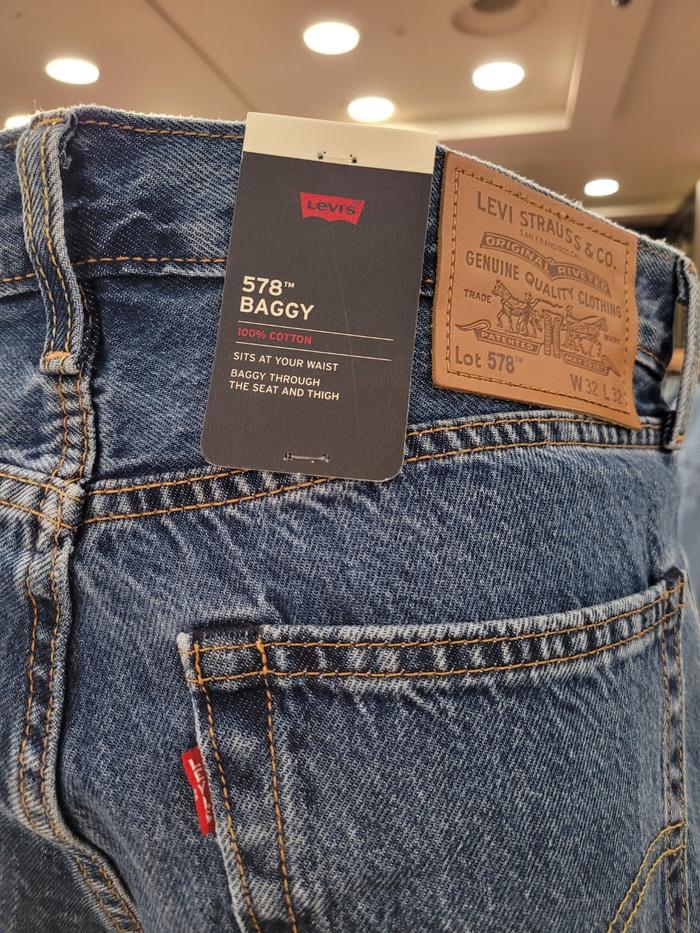 Levi's
578™
BAGGY
100% COTTON
SITS AT YOUR WAIST
BAGGY THROUGH
THE SEAT AND THIGH
LEVI STRAUSS & CO.
SAN FRANCISCO, CAL.
ORIGINAL RIVETED
GENUINE QUALITY CLOTHING
TRADE MARK
PATENTED
Lot 578™
W 32 L 32
LEVI'S